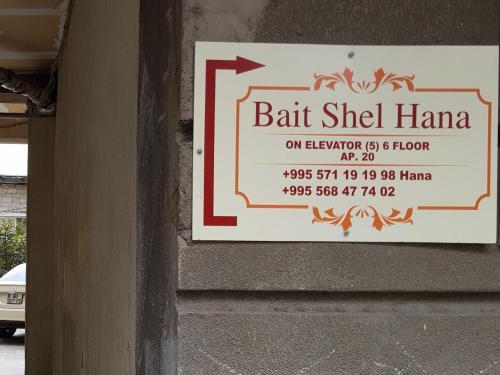 Bait Shel Hana
ON ELEVATOR (5) 6 FLOOR
AP. 20
+995 571 19 19 98 Hana
+995 568 47 74 02